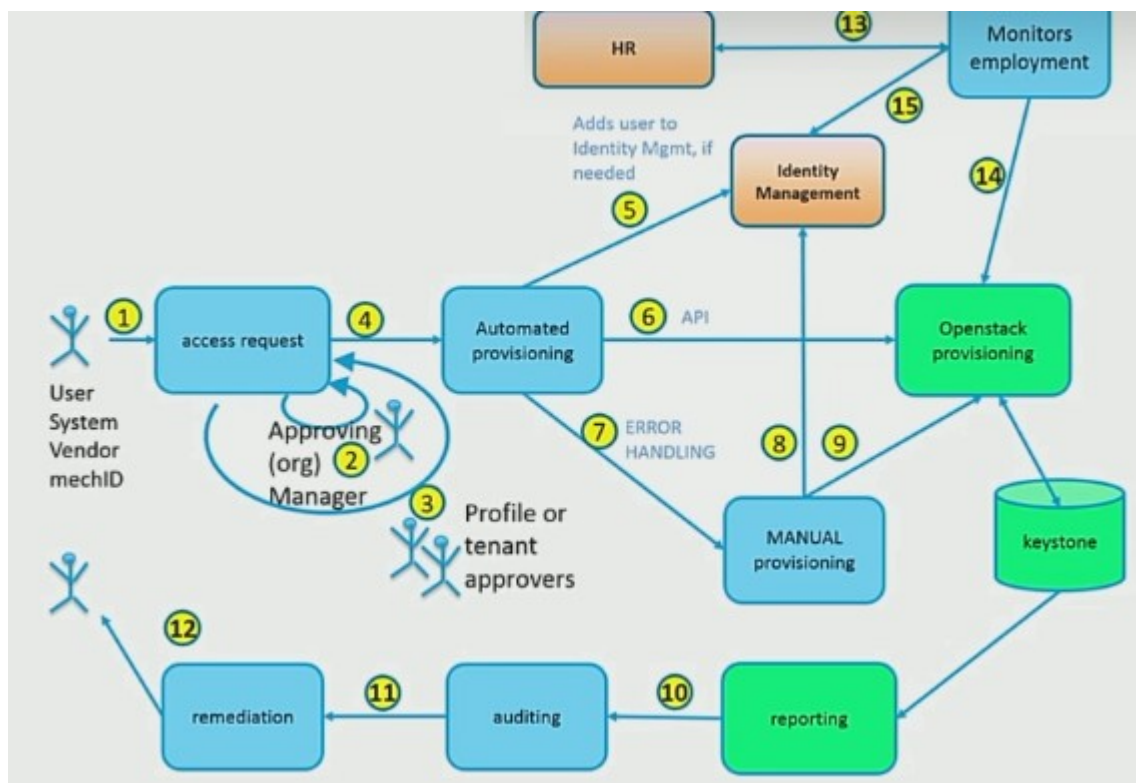 HR
13
Monitors
employment
15
Adds user to
Identity Mgmt, if
needed
Identity
Management
14
5
1
access request
4
Automated
provisioning
6
API
Openstack
provisioning
User
System
Vendor
mechID
Approving
(org)
2
Manager
7
ERROR
HANDLING
8
9
3
Profile or
tenant
approvers
MANUAL
provisioning
keystone
12
remediation
11
auditing
10
reporting